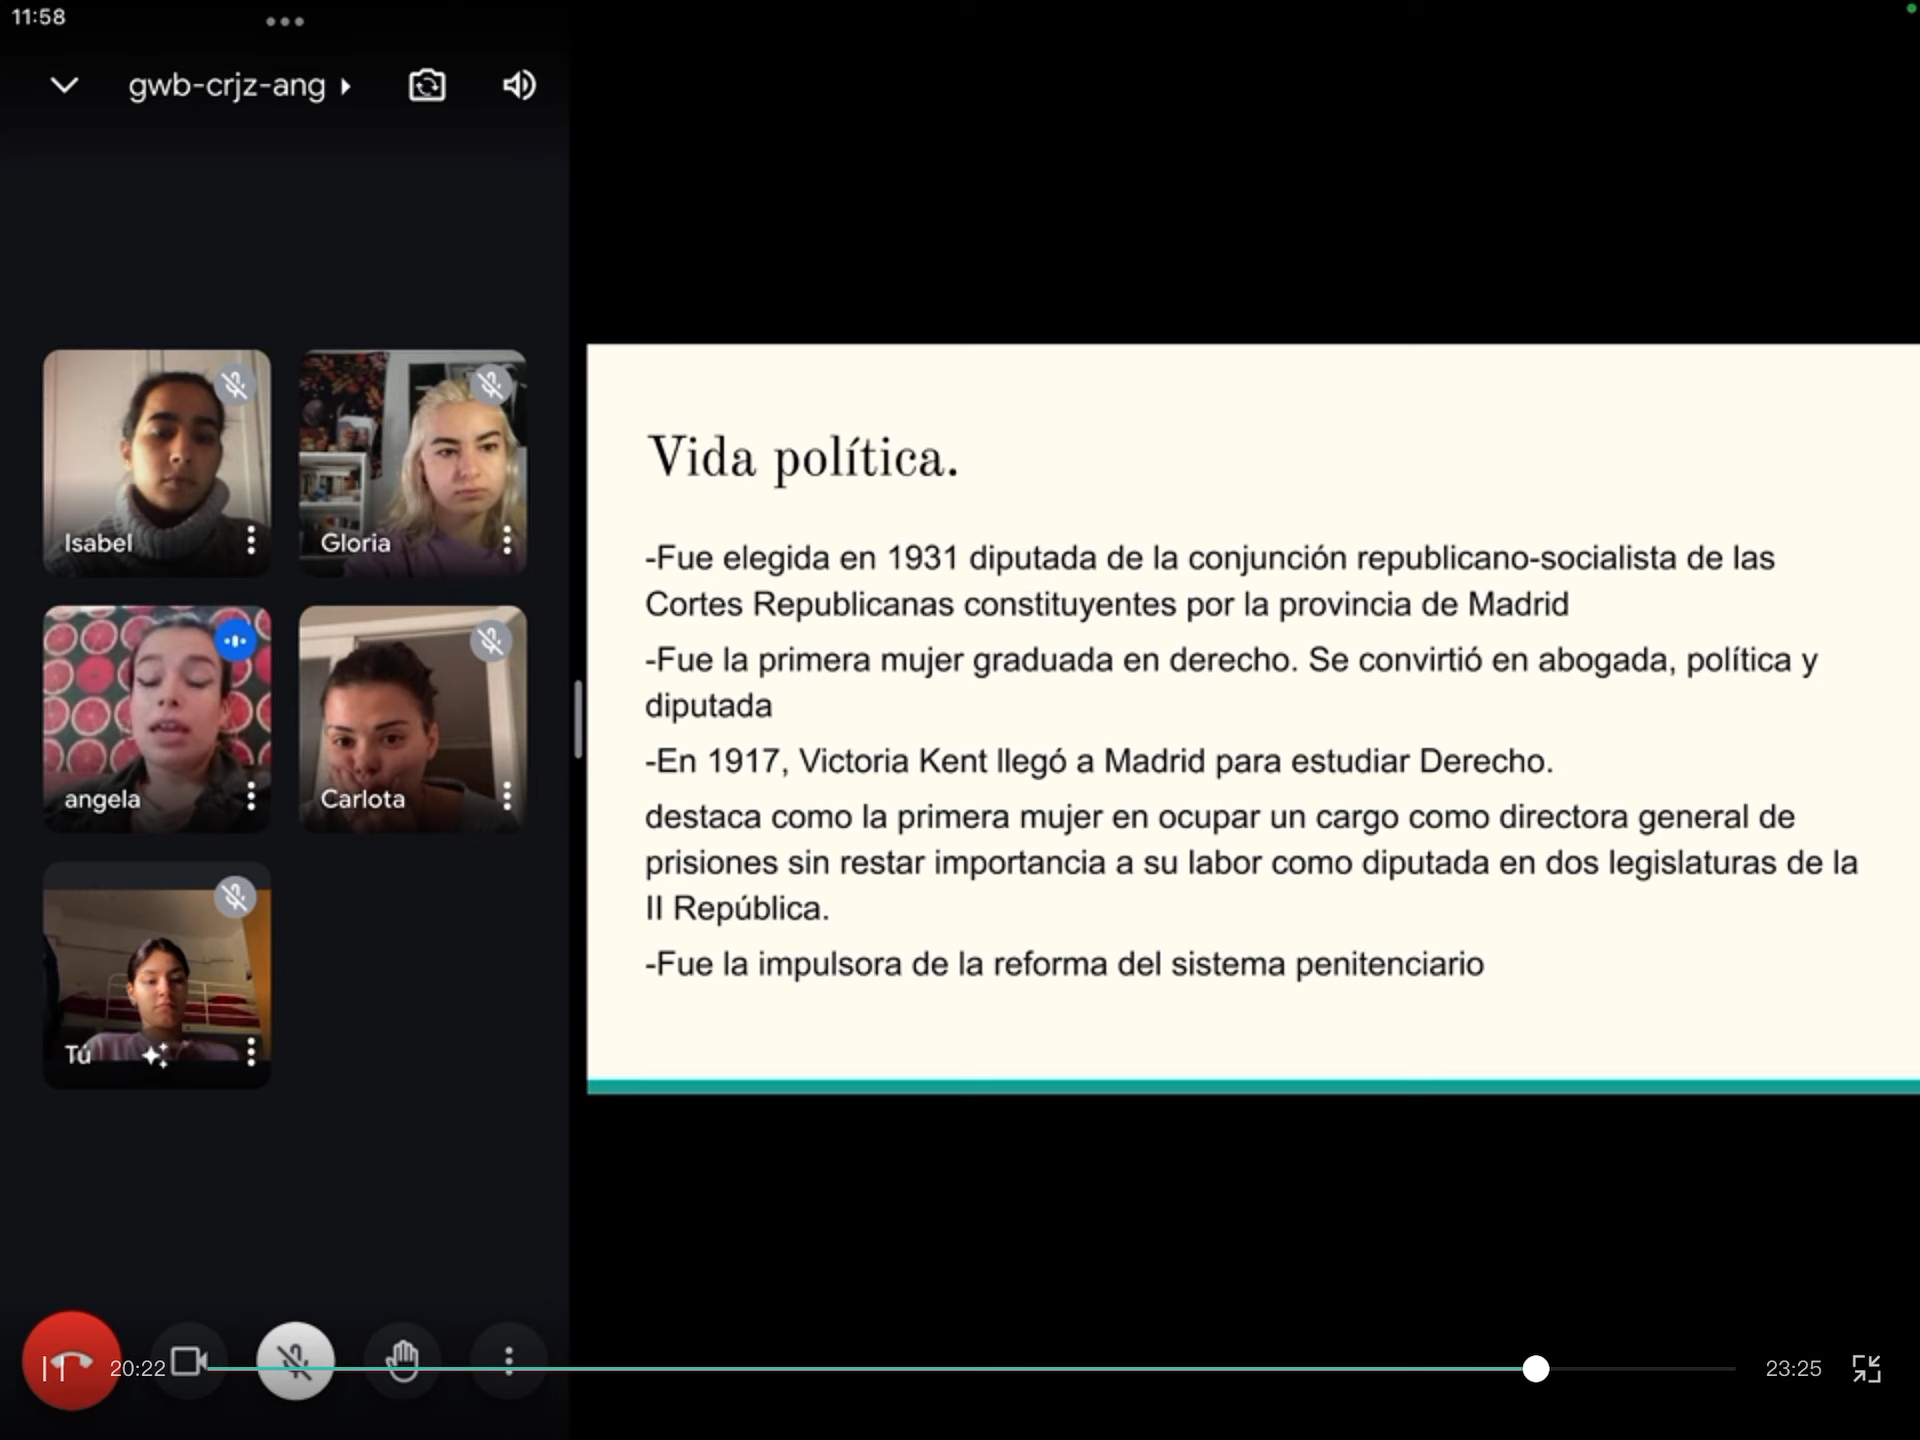 11:58
gwb-crjz-ang
Isabel
Gloria
angela
Carlota
Tú
Vida política.
-Fue elegida en 1931 diputada de la conjunción republicano-socialista de las
Cortes Republicanas constituyentes por la provincia de Madrid
-Fue la primera mujer graduada en derecho. Se convirtió en abogada, política y
diputada
-En 1917, Victoria Kent llegó a Madrid para estudiar Derecho.
destaca como la primera mujer en ocupar un cargo como directora general de
prisiones sin restar importancia a su labor como diputada en dos legislaturas de la
II República.
-Fue la impulsora de la reforma del sistema penitenciario
20:22
23:25